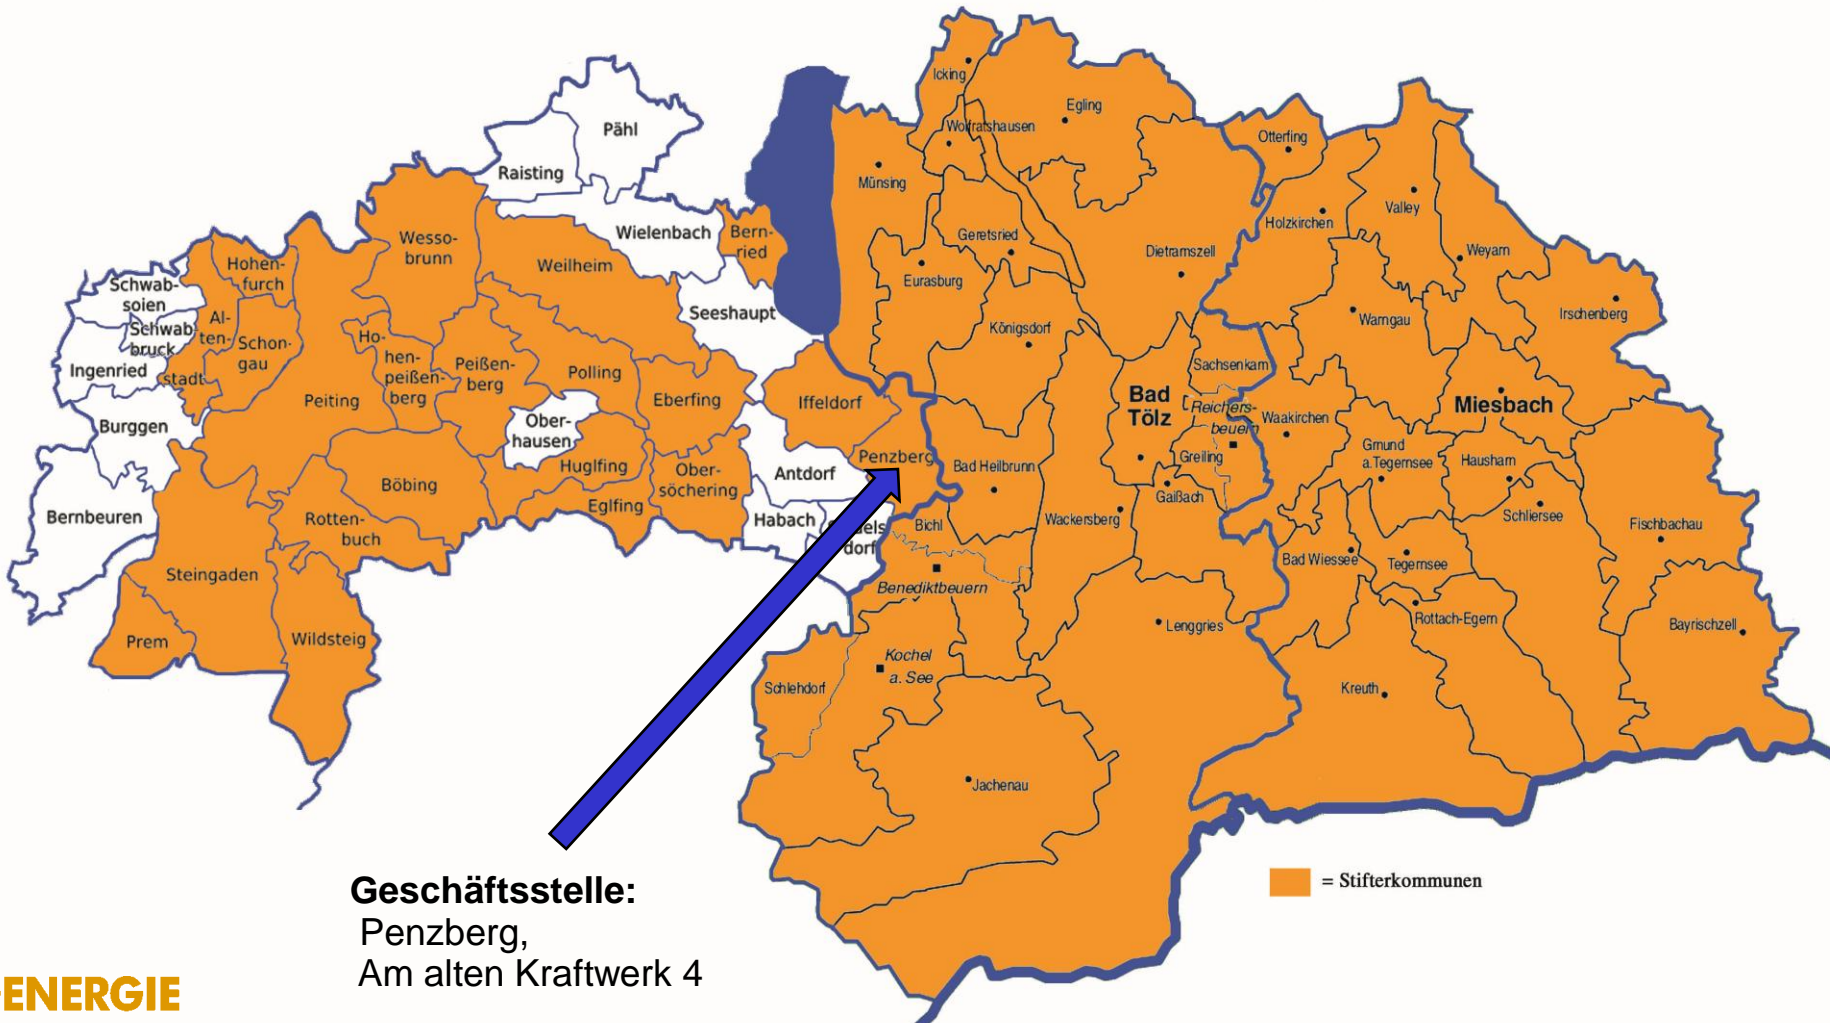 Icking
Egling
Wolfratshausen
Otterfing
Pähl
Raisting
Münsing
Valley
Holzkirchen
Wielenbach
Bern-
ried
Geretsried
Wesso-
brunn
Dietramszell
Weyarn
Weilheim
Hohen-
furch
Eurasburg
Schwab-
soien
Seeshaupt
Königsdorf
Warngau
Irschenberg
Al-
ten-
stadt
Schwab
bruck
Schon-
gau
Ho-
hen-
peißen-
berg
Peißen-
berg
Ingenried
Polling
Sachsenkam
Peiting
Eberfing
Iffeldorf
Bad
Tölz
Reichers-
beuern
Waakirchen
Miesbach
Burggen
Ober-
hausen
Penzberg
Bad Heilbrunn
Greiling
Gmund
a.Tegernsee
Hausham
Huglfing
Ober-
söchering
Antdorf
Böbing
Gaißach
Eglfing
Bernbeuren
Rotten-
buch
Habach
dorf
Bichl
Wackersberg
Schliersee
Fischbachau
Bad Wiessee
Tegernsee
Steingaden
Benediktbeuern
Rottach-Egern
Lenggries
Bayrischzell
Prem
Wildsteig
Kochel
a. See
Schlehdorf
Kreuth
Jachenau
= Stifterkommunen
Geschäftsstelle:
Penzberg,
Am alten Kraftwerk 4
ENERGIE